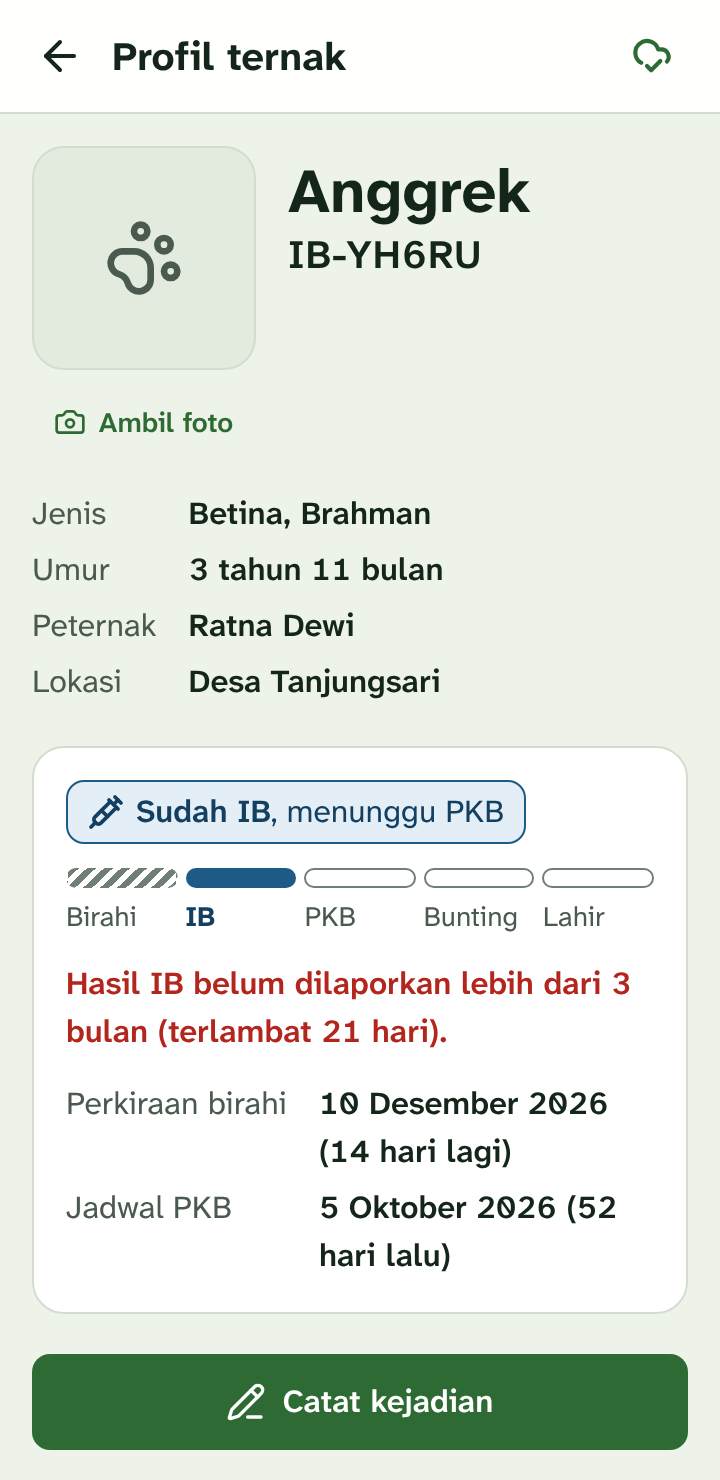 Profil ternak
Anggrek
IB-YH6RU
Ambil foto
Jenis Betina, Brahman
Umur 3 tahun 11 bulan
Peternak Ratna Dewi
Lokasi Desa Tanjungsari
Sudah IB, menunggu PKB
Birahi IB PKB Bunting Lahir
Hasil IB belum dilaporkan lebih dari 3
bulan (terlambat 21 hari).
Perkiraan birahi 10 Desember 2026
(14 hari lagi)
Jadwal PKB 5 Oktober 2026 (52
hari lalu)
Catat kejadian